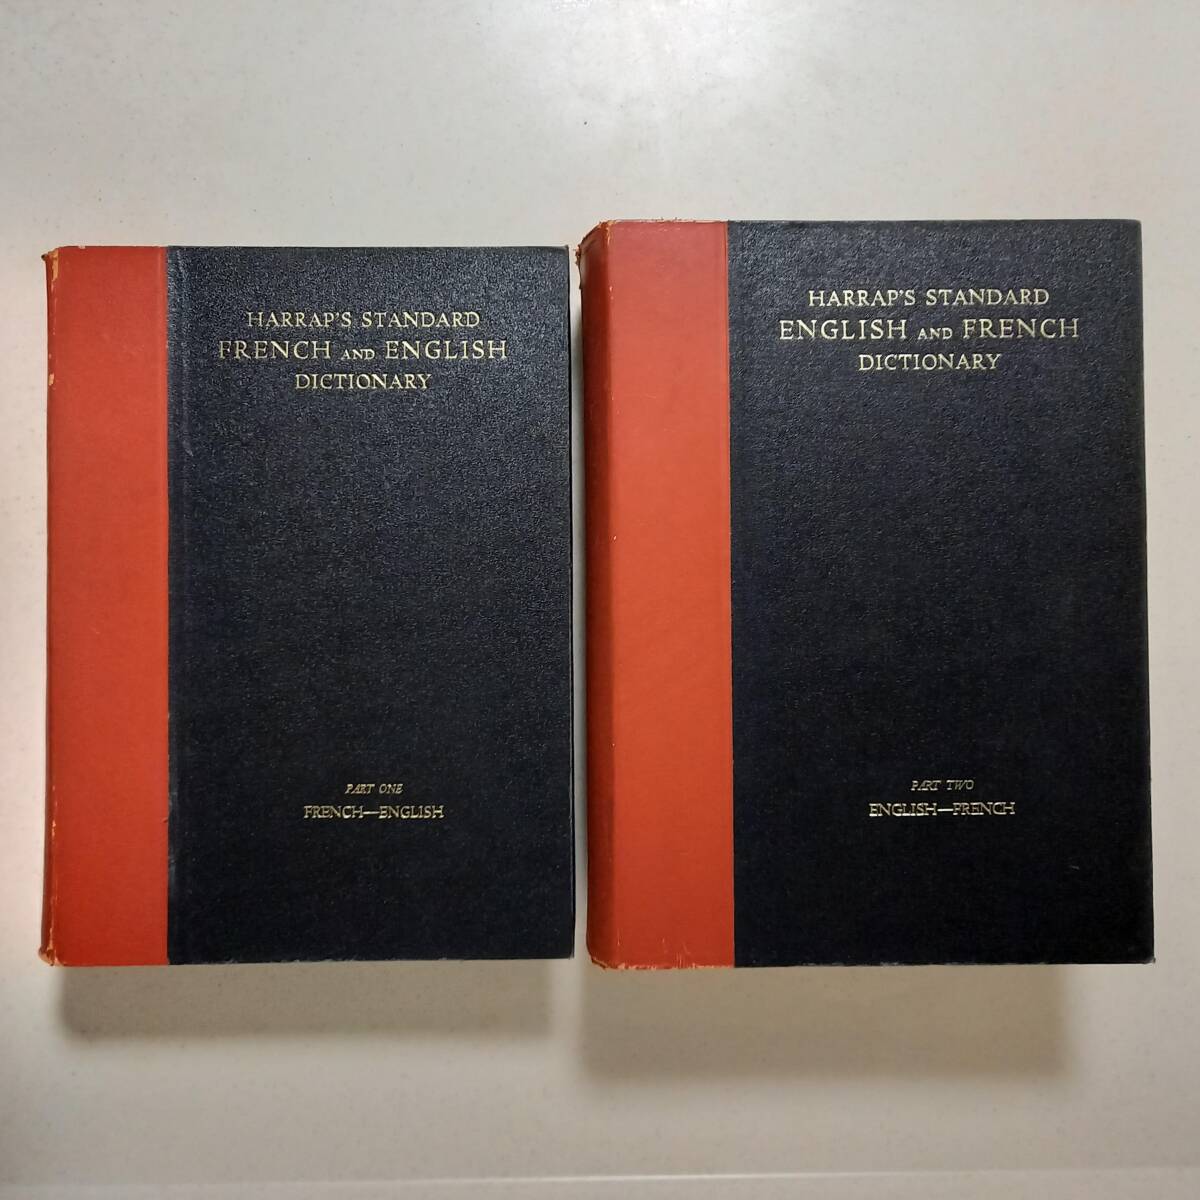 HARRAP'S STANDARD
FRENCH AND ENGLISH
DICTIONARY
PART ONE
FRENCH—ENGLISH
HARRAP'S STANDARD
ENGLISH AND FRENCH
DICTIONARY
PART TWO
ENGLISH—FRENCH